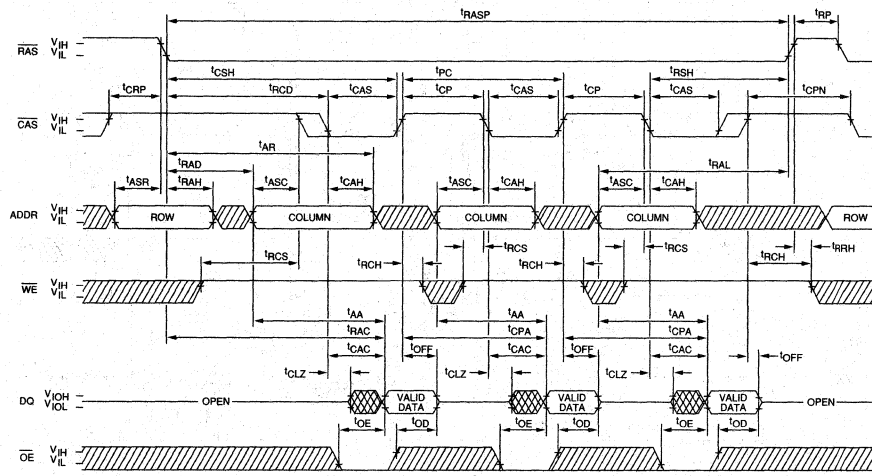 tRASP tRP
RAS VIH VIL
tCSH tPC tRSH
tCRP tRCD tCAS tCP tCAS tCP tCAS tCPN
CAS VIH VIL
tAR
tRAD tRAL
tASR tRAH tASC tCAH tASC tCAH tASC tCAH
ADDR VIH VIL ROW COLUMN COLUMN COLUMN ROW
tRCS tRCH tRCS tRCH tRCS tRCH tRRH
WE VIH VIL
tAA tAA tAA
tRAC tCPA tCPA
tCAC tOFF tCAC tOFF tCAC tOFF
tCLZ tCLZ tCLZ
DQ VIOH VIOL OPEN VALID DATA VALID DATA VALID DATA OPEN
tOE tOD tOE tOD tOE tOD
OE VIH VIL